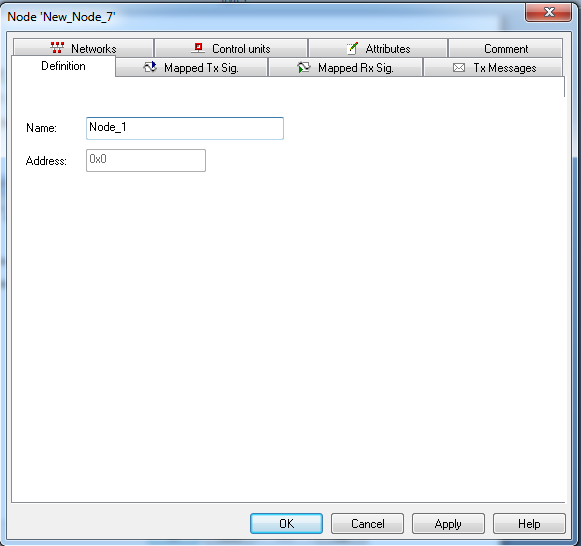 Node 'New_Node_7'
Networks Control units Attributes Comment
Definition Mapped Tx Sig. Mapped Rx Sig. Tx Messages
Name: Node_1
Address: 0x0
OK Cancel Apply Help